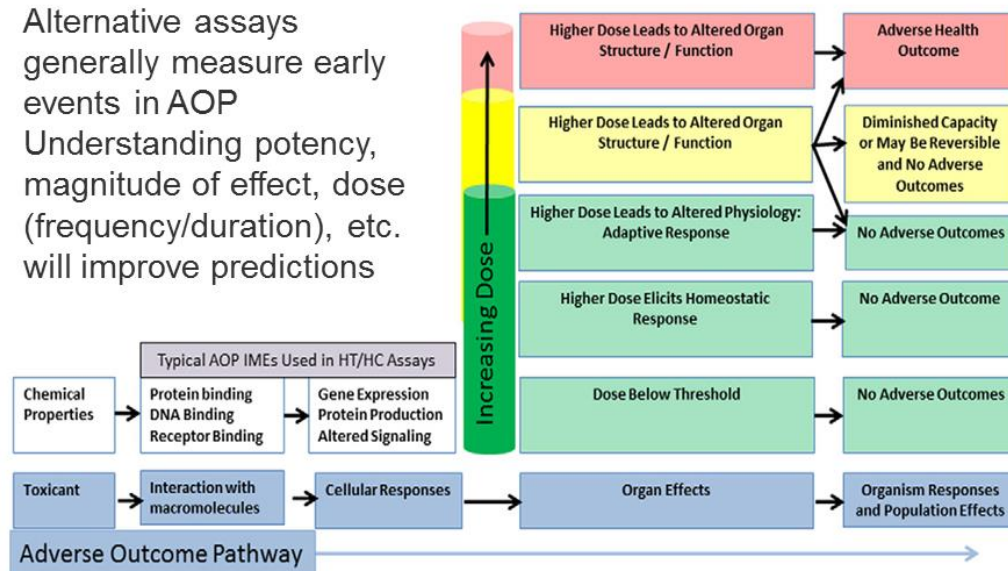 Alternative assays
generally measure early
events in AOP
Understanding potency,
magnitude of effect, dose
(frequency/duration), etc.
will improve predictions
Increasing Dose
Higher Dose Leads to Altered Organ
Structure / Function
Adverse Health
Outcome
Higher Dose Leads to Altered Organ
Structure / Function
Diminished Capacity
or May Be Reversible
and No Adverse
Outcomes
Higher Dose Leads to Altered Physiology:
Adaptive Response
No Adverse Outcomes
Higher Dose Elicits Homeostatic
Response
No Adverse Outcome
Typical AOP IMEs Used in HT/HC Assays
Chemical
Properties
Protein binding
DNA Binding
Receptor Binding
Gene Expression
Protein Production
Altered Signaling
Dose Below Threshold
No Adverse Outcomes
Toxicant
Interaction with
macromolecules
Cellular Responses
Organ Effects
Organism Responses
and Population Effects
Adverse Outcome Pathway